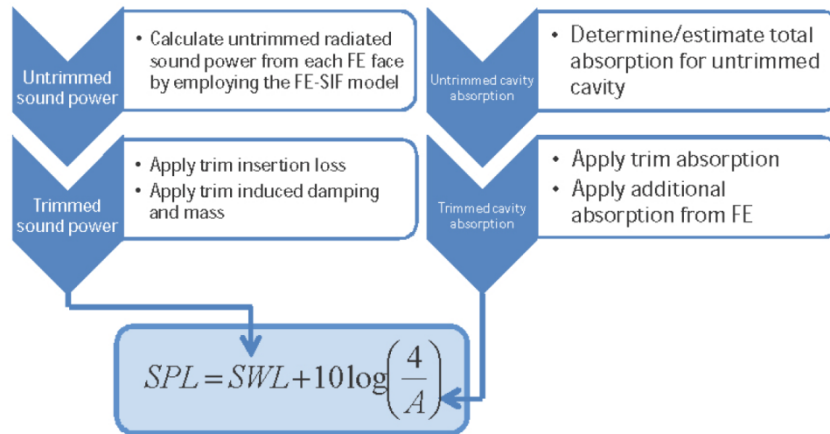 Untrimmed
sound power
• Calculate untrimmed radiated
sound power from each FE face
by employing the FE-SIF model
Untrimmed cavity
absorption
• Determine/estimate total
absorption for untrimmed
cavity
Trimmed
sound power
• Apply trim insertion loss
• Apply trim induced damping
and mass
Trimmed cavity
absorption
• Apply trim absorption
• Apply additional
absorption from FE
SPL = SWL + 10 log(4/A)